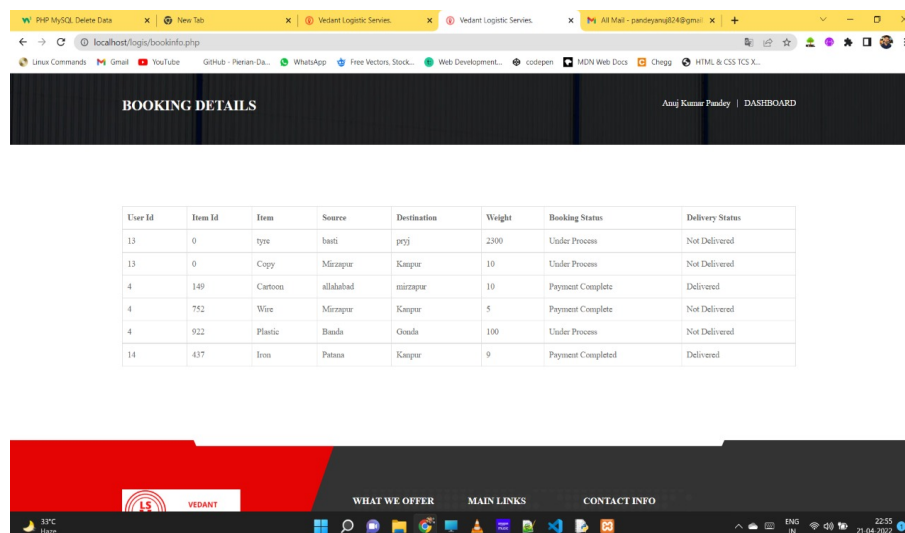 PHP MySQL Delete Data
New Tab
Vedant Logistic Servies.
Vedant Logistic Servies.
All Mail - pandeyanuj824@gmail
localhost/logis/bookinfo.php
Linux Commands Gmail YouTube GitHub - Pierian-Da... WhatsApp Free Vectors, Stock... Web Development... codepen MDN Web Docs Chegg HTML & CSS TCS X...
BOOKING DETAILS
Anuj Kumar Pandey | DASHBOARD
User Id Item Id Item Source Destination Weight Booking Status Delivery Status
13 0 tyre basti pryj 2300 Under Process Not Delivered
13 0 Copy Mirzapur Kanpur 10 Under Process Not Delivered
4 149 Cartoon allahabad mirzapur 10 Payment Complete Delivered
4 752 Wire Mirzapur Kanpur 5 Payment Complete Not Delivered
4 922 Plastic Banda Gonda 100 Under Process Not Delivered
14 437 Iron Patana Kanpur 9 Payment Completed Delivered
LS
VEDANT
WHAT WE OFFER MAIN LINKS CONTACT INFO
33°C
Haze
ENG
IN
22:55
21-04-2022